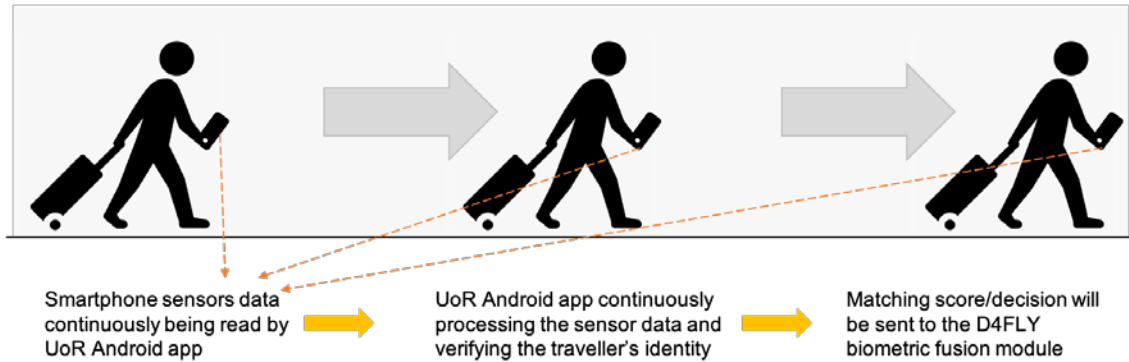 Smartphone sensors data
continuously being read by
UoR Android app
UoR Android app continuously
processing the sensor data and
verifying the traveller's identity
Matching score/decision will
be sent to the D4FLY
biometric fusion module